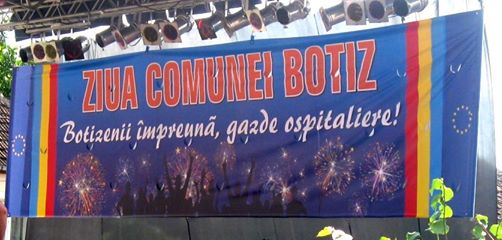 ZIUA COMUNEI BOTIZ
Botizenii împreună, gazde ospitaliere!